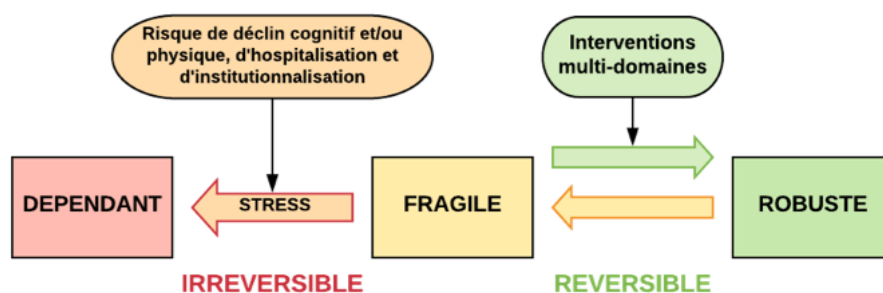 Risque de déclin cognitif et/ou
physique, d'hospitalisation et
d'institutionnalisation
Interventions
multi-domaines
DEPENDANT
STRESS
FRAGILE
ROBUSTE
IRREVERSIBLE
REVERSIBLE